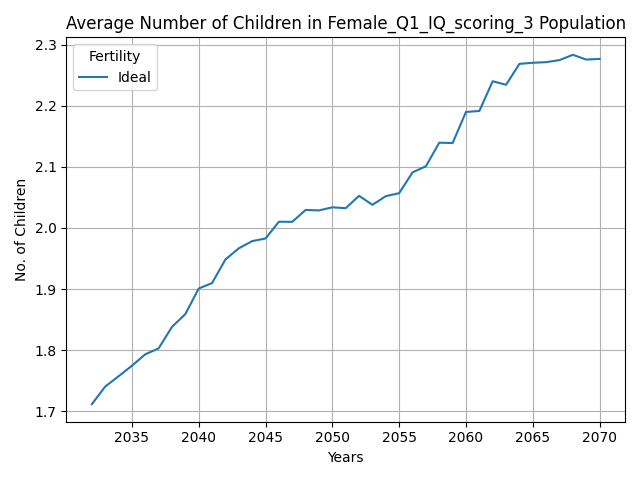 Average Number of Children in Female_Q1_IQ_scoring_3 Population
Fertility
Ideal
No. of Children
2.3
2.2
2.1
2.0
1.9
1.8
1.7
2035 2040 2045 2050 2055 2060 2065 2070
Years